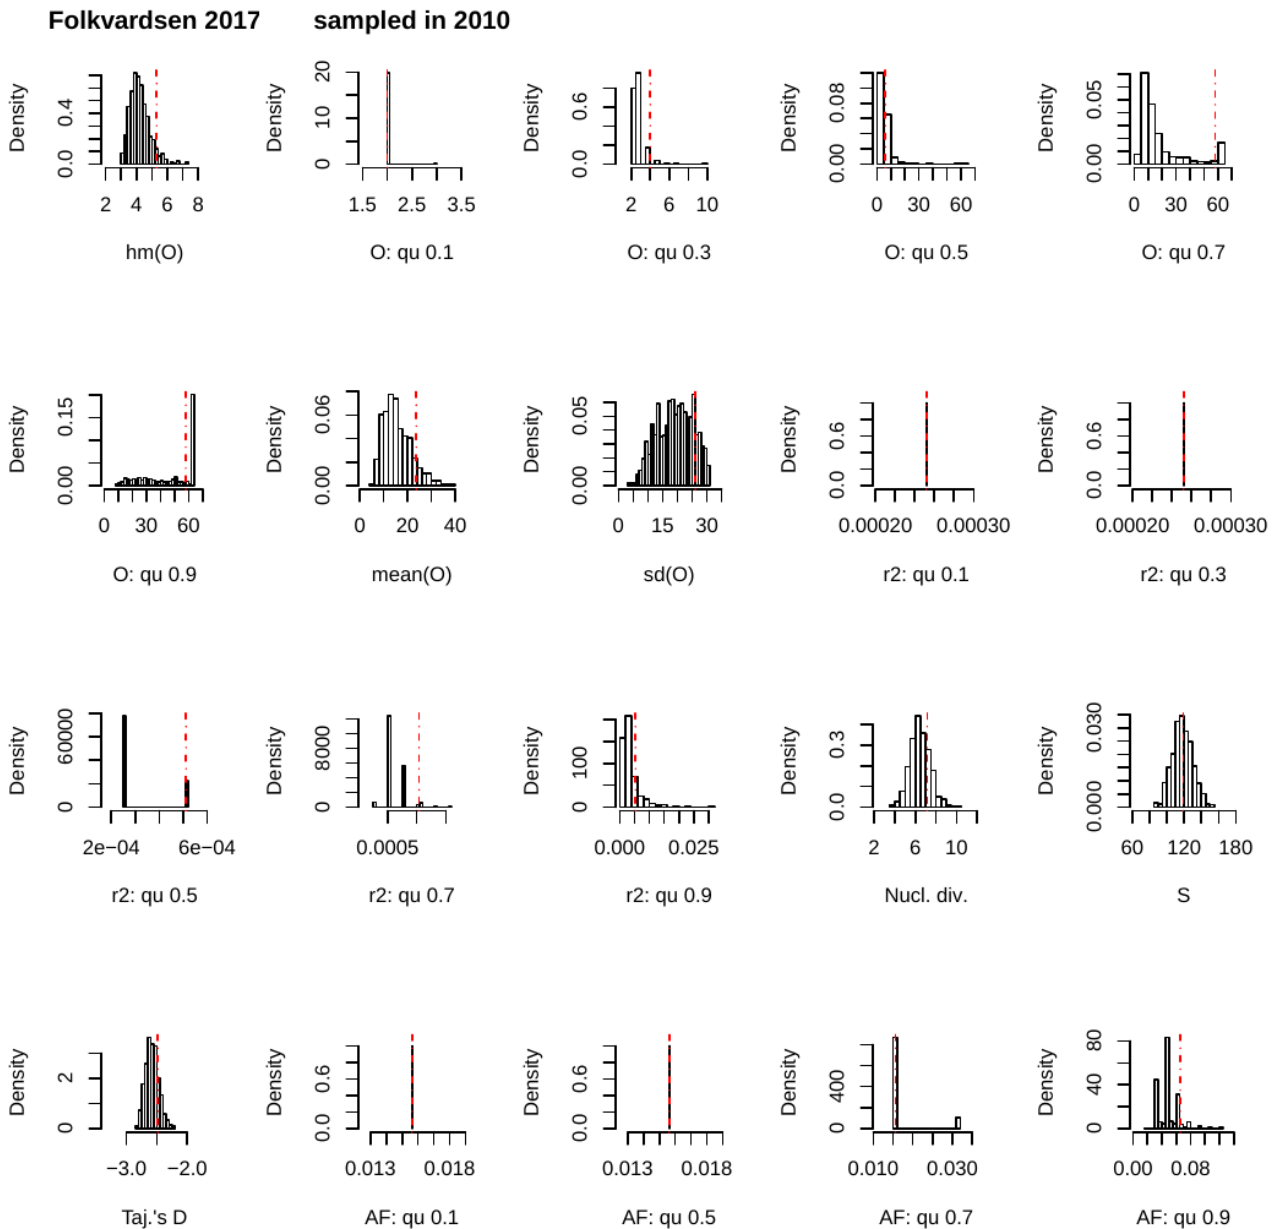 Folkvardsen 2017 sampled in 2010
Density
0.0 0.4
2 4 6 8
hm(O)
Density
0 10 20
1.5 2.5 3.5
O: qu 0.1
Density
0.0 0.6
2 6 10
O: qu 0.3
Density
0.00 0.08
0 30 60
O: qu 0.5
Density
0.00 0.05
0 30 60
O: qu 0.7
Density
0.00 0.15
0 30 60
O: qu 0.9
Density
0.00 0.06
0 20 40
mean(O)
Density
0.00 0.05
0 15 30
sd(O)
Density
0.0 0.6
0.00020 0.00030
r2: qu 0.1
Density
0.0 0.6
0.00020 0.00030
r2: qu 0.3
Density
0 60000
2e−04 6e−04
r2: qu 0.5
Density
0 8000
0.0005
r2: qu 0.7
Density
0 100
0.000 0.025
r2: qu 0.9
Density
0.0 0.3
2 6 10
Nucl. div.
Density
0.000 0.030
60 120 180
S
Density
0 2
−3.0 −2.0
Taj.'s D
Density
0.0 0.6
0.013 0.018
AF: qu 0.1
Density
0.0 0.6
0.013 0.018
AF: qu 0.5
Density
0 400
0.010 0.030
AF: qu 0.7
Density
0 40 80
0.00 0.08
AF: qu 0.9